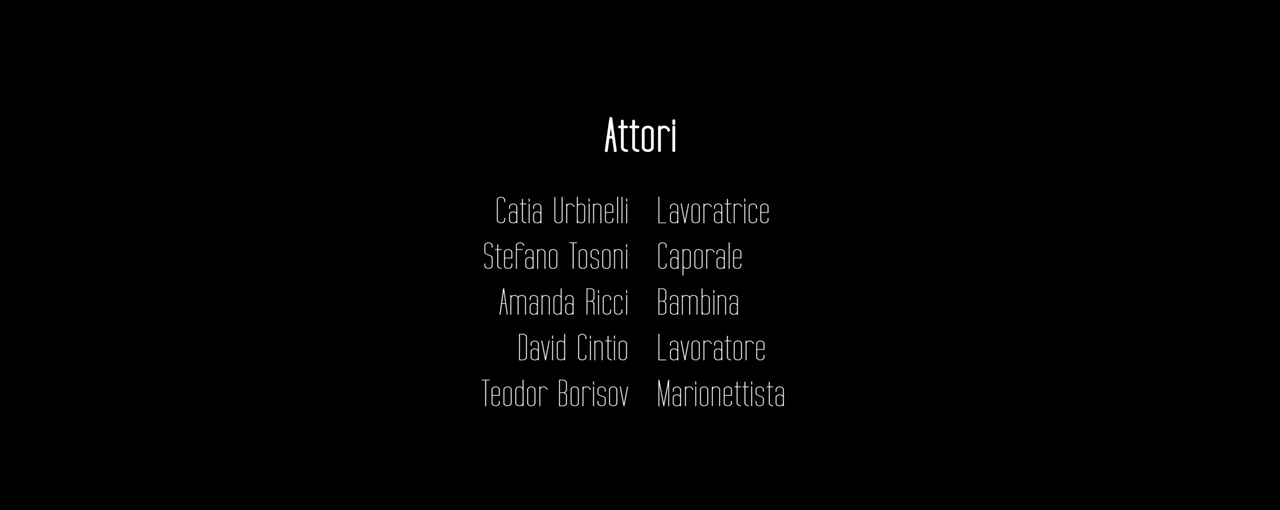 Attori
Catia Urbinelli Lavoratrice
Stefano Tosoni Caporale
Amanda Ricci Bambina
David Cintio Lavoratore
Teodor Borisov Marionettista